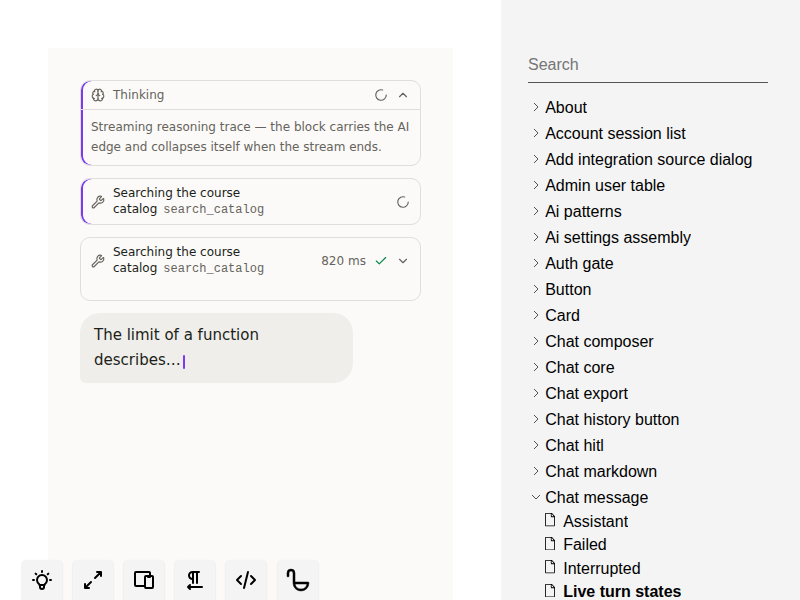 Thinking
Streaming reasoning trace — the block carries the AI
edge and collapses itself when the stream ends.
Searching the course
catalog search_catalog
Searching the course
catalog search_catalog
820 ms
The limit of a function
describes...
Search
About
Account session list
Add integration source dialog
Admin user table
Ai patterns
Ai settings assembly
Auth gate
Button
Card
Chat composer
Chat core
Chat export
Chat history button
Chat hitl
Chat markdown
Chat message
Assistant
Failed
Interrupted
Live turn states